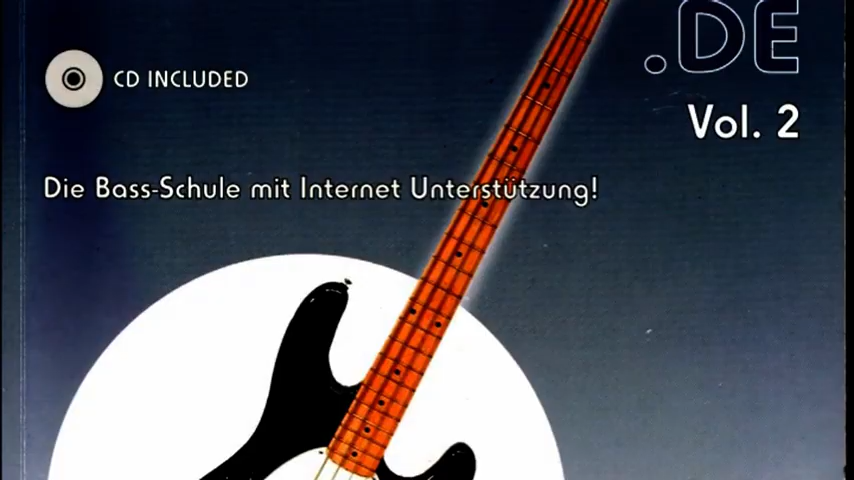 .DE
CD INCLUDED
Vol. 2
Die Bass-Schule mit Internet Unterstützung!